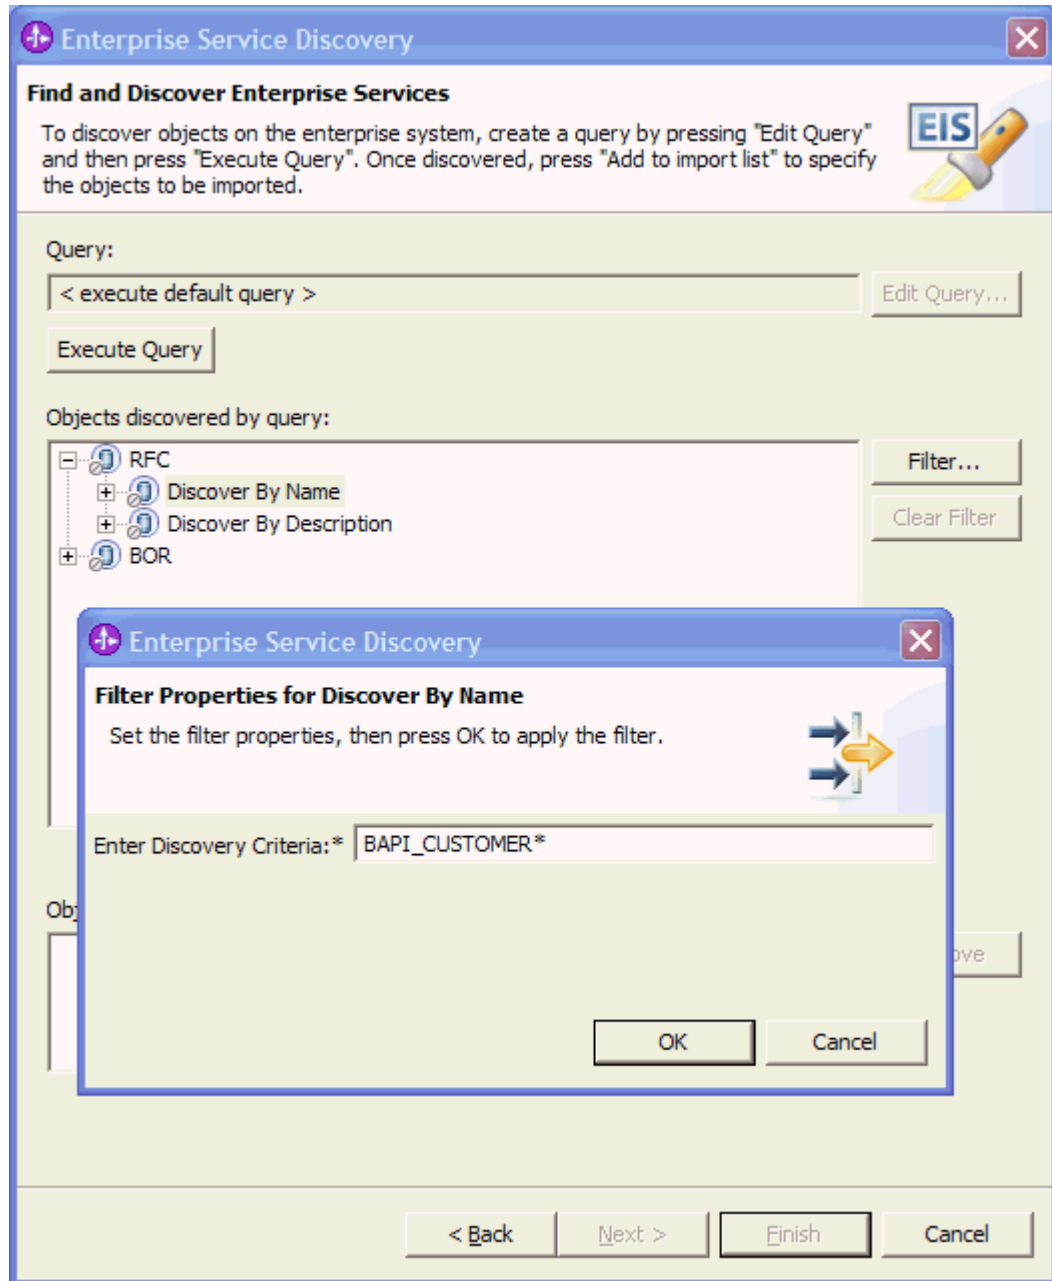 Enterprise Service Discovery
Find and Discover Enterprise Services
To discover objects on the enterprise system, create a query by pressing "Edit Query"
and then press "Execute Query". Once discovered, press "Add to import list" to specify
the objects to be imported.
EIS
Query:
< execute default query >
Edit Query...
Execute Query
Objects discovered by query:
RFC
Filter...
Discover By Name
Discover By Description
Clear Filter
BOR
Enterprise Service Discovery
Filter Properties for Discover By Name
Set the filter properties, then press OK to apply the filter.
Enter Discovery Criteria:* BAPI_CUSTOMER*
OK
Cancel
< Back
Next >
Finish
Cancel